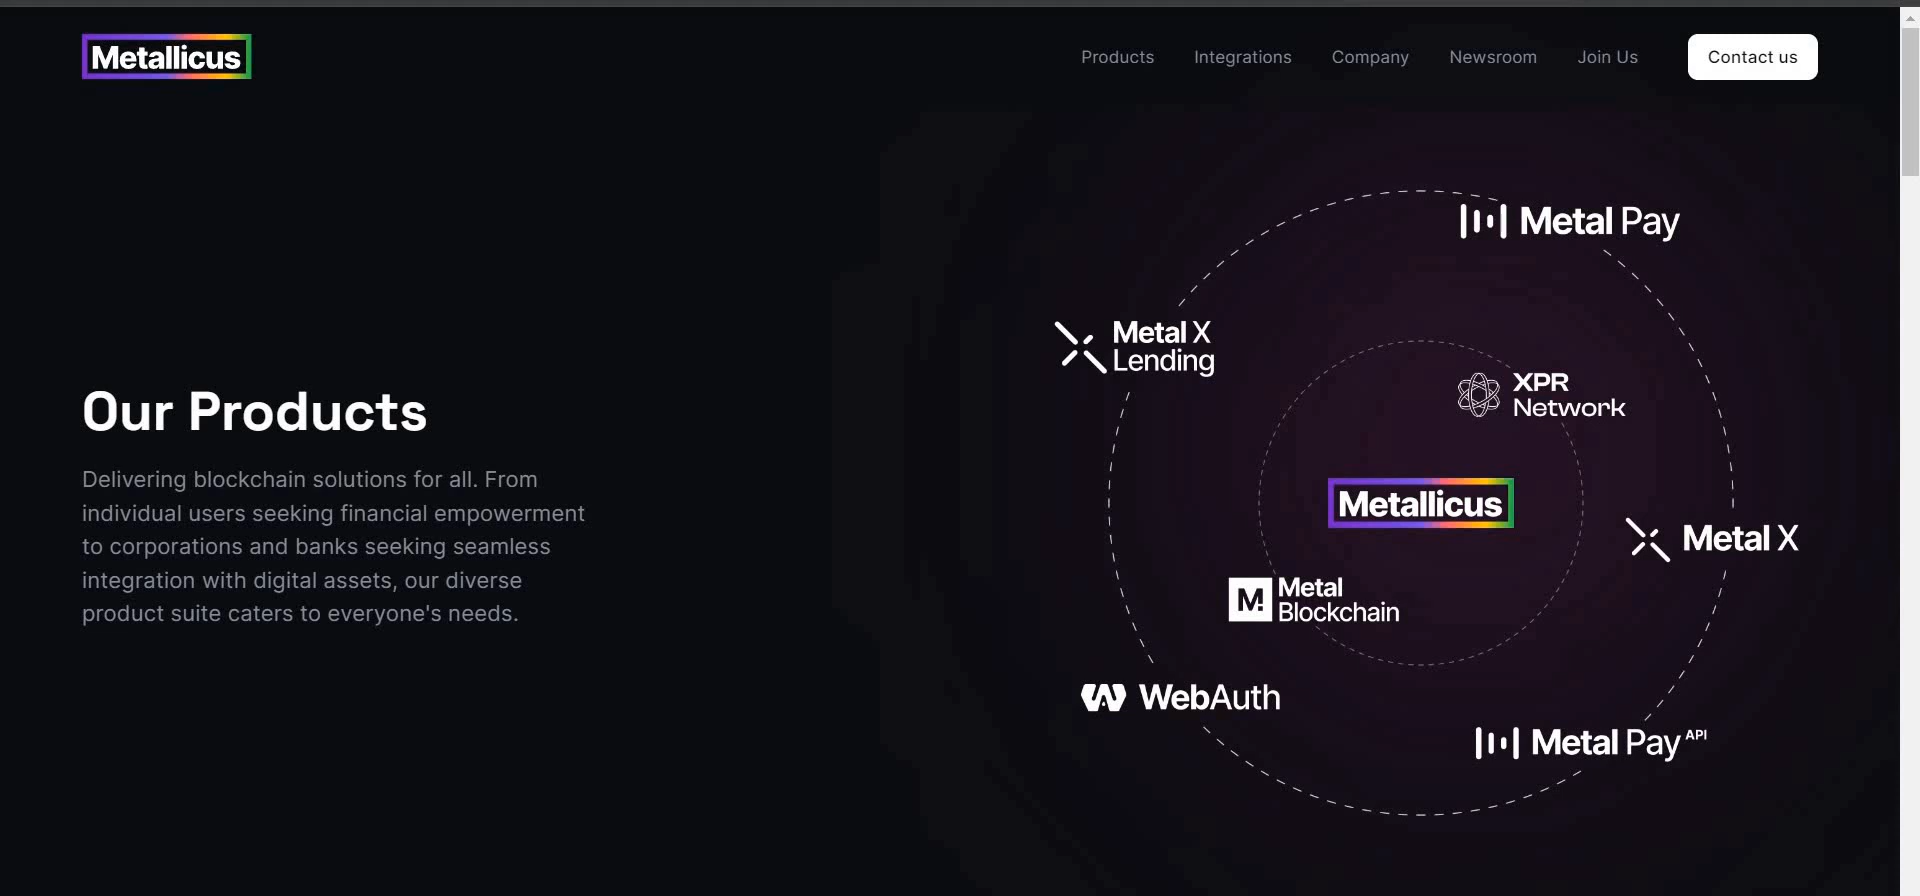 Metallicus
Products
Integrations
Company
Newsroom
Join Us
Contact us
Our Products
Delivering blockchain solutions for all. From
individual users seeking financial empowerment
to corporations and banks seeking seamless
integration with digital assets, our diverse
product suite caters to everyone's needs.
Metal Pay
Metal X
Lending
XPR
Network
Metallicus
Metal X
Metal
Blockchain
WebAuth
Metal Pay API